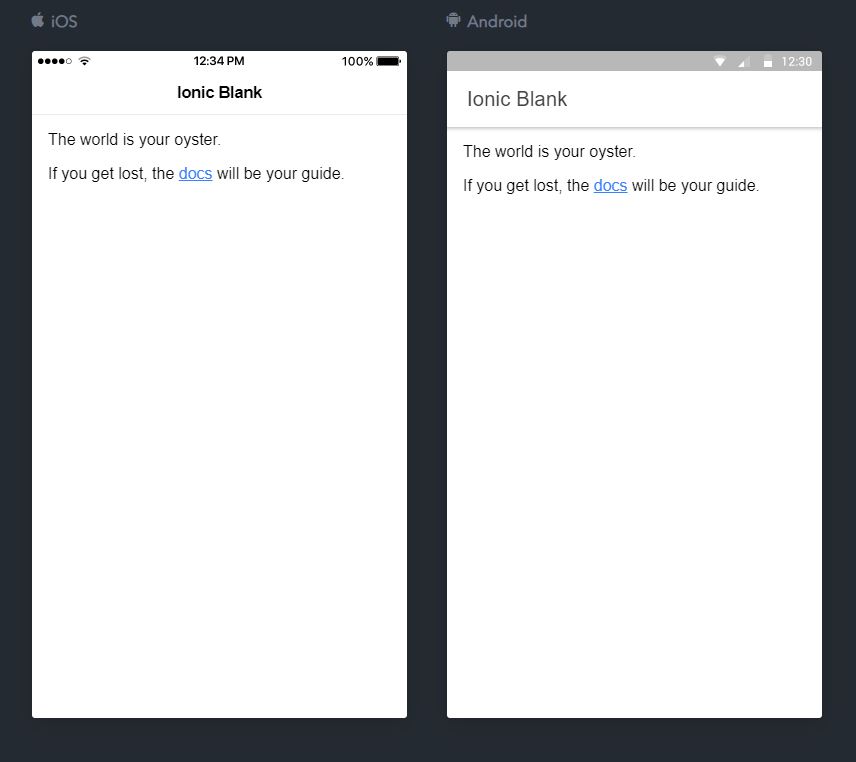 iOS
12:34 PM 100%
Ionic Blank
The world is your oyster.
If you get lost, the docs will be your guide.
Android
12:30
Ionic Blank
The world is your oyster.
If you get lost, the docs will be your guide.